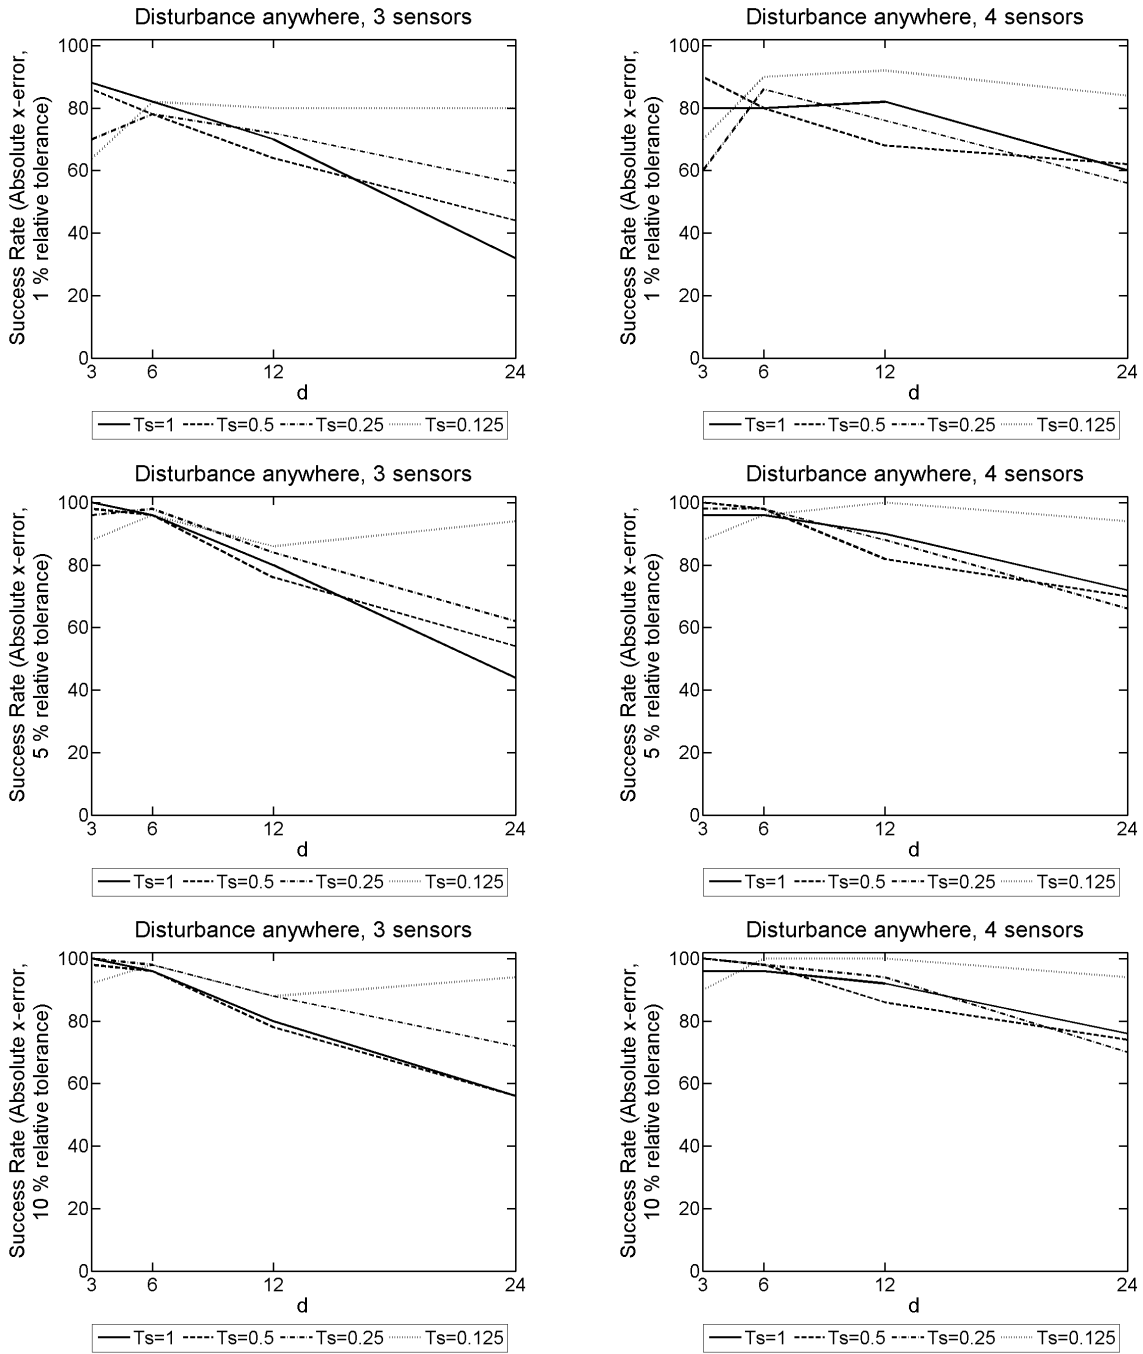 Disturbance anywhere, 3 sensors
Success Rate (Absolute x-error,
1 % relative tolerance)
100
80
60
40
20
0
3 6 12 24
d
Ts=1 Ts=0.5 Ts=0.25 Ts=0.125
Disturbance anywhere, 4 sensors
Success Rate (Absolute x-error,
1 % relative tolerance)
100
80
60
40
20
0
3 6 12 24
d
Ts=1 Ts=0.5 Ts=0.25 Ts=0.125
Disturbance anywhere, 3 sensors
Success Rate (Absolute x-error,
5 % relative tolerance)
100
80
60
40
20
0
3 6 12 24
d
Ts=1 Ts=0.5 Ts=0.25 Ts=0.125
Disturbance anywhere, 4 sensors
Success Rate (Absolute x-error,
5 % relative tolerance)
100
80
60
40
20
0
3 6 12 24
d
Ts=1 Ts=0.5 Ts=0.25 Ts=0.125
Disturbance anywhere, 3 sensors
Success Rate (Absolute x-error,
10 % relative tolerance)
100
80
60
40
20
0
3 6 12 24
d
Ts=1 Ts=0.5 Ts=0.25 Ts=0.125
Disturbance anywhere, 4 sensors
Success Rate (Absolute x-error,
10 % relative tolerance)
100
80
60
40
20
0
3 6 12 24
d
Ts=1 Ts=0.5 Ts=0.25 Ts=0.125